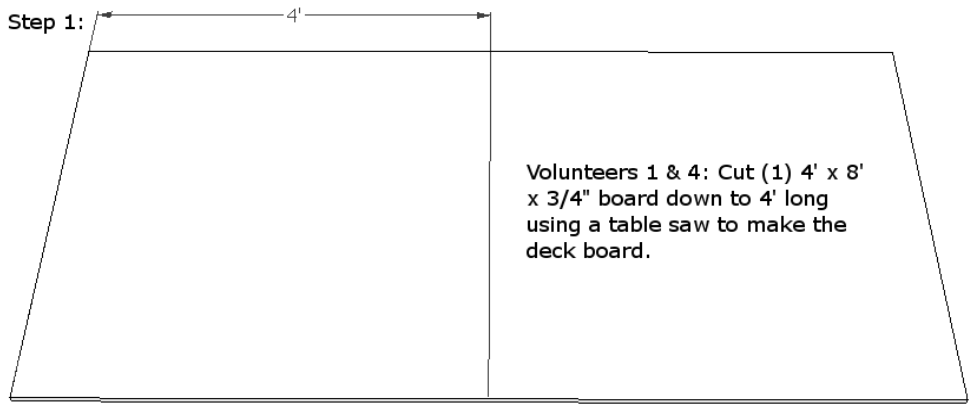 Step 1:
4'
Volunteers 1 & 4: Cut (1) 4' x 8'
x 3/4" board down to 4' long
using a table saw to make the
deck board.